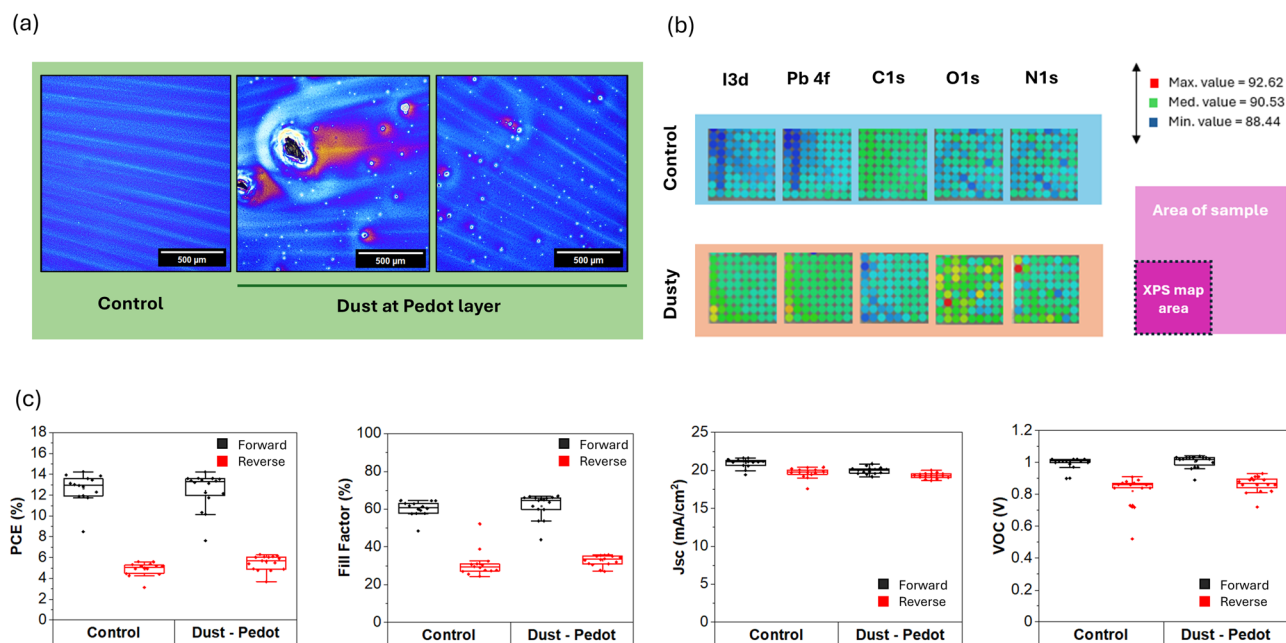 (a)
500 µm
500 µm
500 µm
Control
Dust at Pedot layer
(b)
I3d Pb 4f C1s O1s N1s
Control
Dusty
Max. value = 92.62
Med. value = 90.53
Min. value = 88.44
Area of sample
XPS map
area
(c)
PCE (%)
18
16
14
12
10
8
6
4
2
0
Forward
Reverse
Control Dust - Pedot
Fill Factor (%)
100
80
60
40
20
0
Forward
Reverse
Control Dust - Pedot
Jsc (mA/cm²)
25
20
15
10
5
0
Forward
Reverse
Control Dust - Pedot
VOC (V)
1.2
1
0.8
0.6
0.4
0.2
0
Forward
Reverse
Control Dust - Pedot